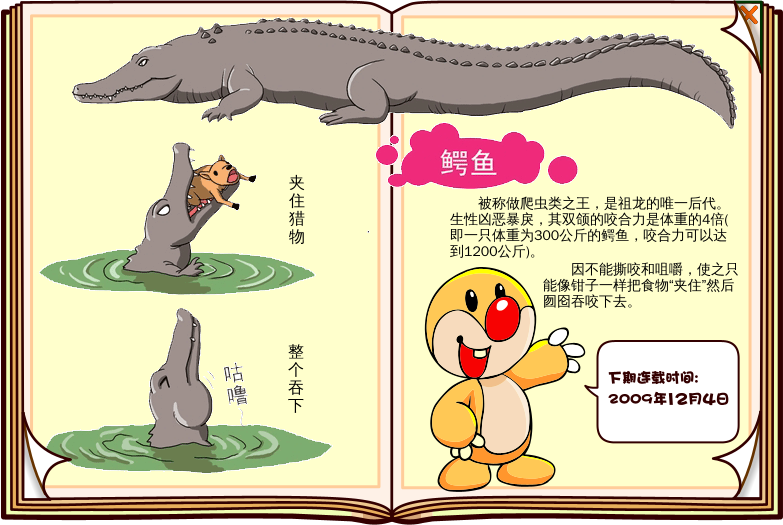 夹住猎物
整个吞下
咕噜
鳄鱼
被称做爬虫类之王，是祖龙的唯一后代。
生性凶恶暴戾，其双颌的咬合力是体重的4倍(
即一只体重为300公斤的鳄鱼，咬合力可以达
到1200公斤)。
因不能撕咬和咀嚼，使之只
能像钳子一样把食物“夹住”然后
囫囵吞咬下去。
下期连载时间:
2009年12月4日